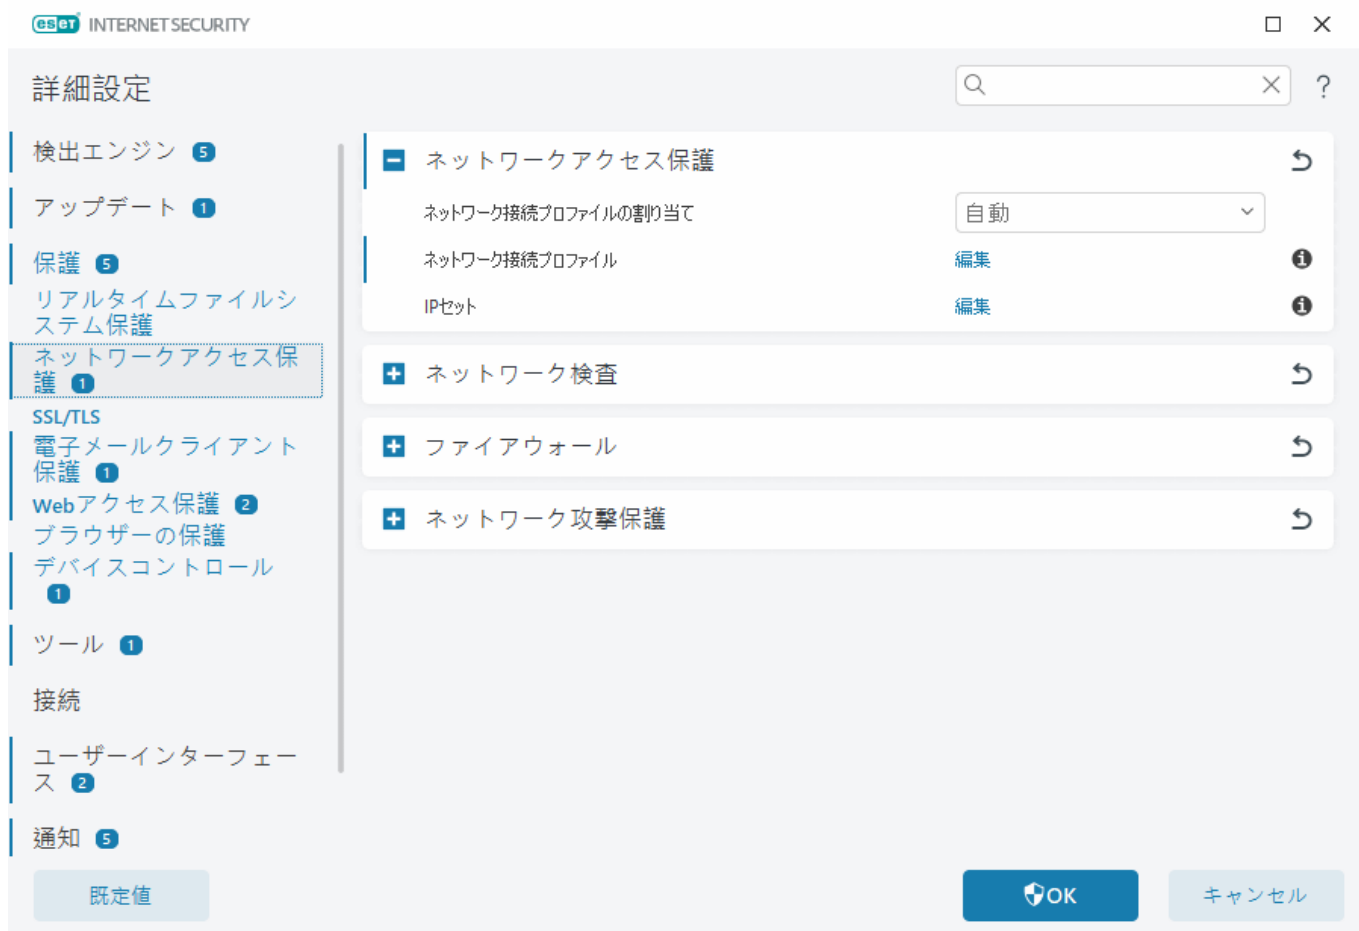 eset INTERNET SECURITY
詳細設定
?
検出エンジン 5
アップデート 1
保護 5
リアルタイムファイルシ
ステム保護
ネットワークアクセス保
護 1
SSL/TLS
電子メールクライアント
保護 1
Webアクセス保護 2
ブラウザーの保護
デバイスコントロール
1
ツール 1
接続
ユーザーインターフェー
ス 2
通知 5
ネットワークアクセス保護
ネットワーク接続プロファイルの割り当て 自動
ネットワーク接続プロファイル 編集
IPセット 編集
ネットワーク検査
ファイアウォール
ネットワーク攻撃保護
既定値
OK
キャンセル